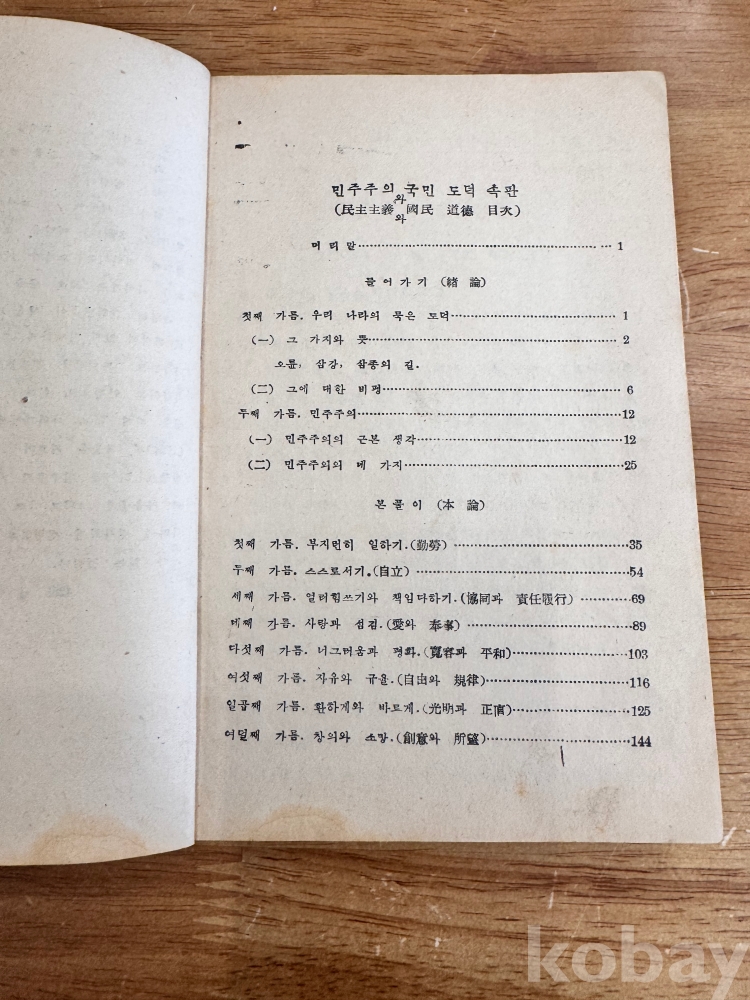 민주주의 국민 도덕 속판
와
(民主主義 國民 道德 目次)
와
머리말 1
들어가기 (緖論)
첫째 가름. 우리 나라의 묵은 도덕 1
(一) 그 가지와 뜻 2
오륜, 삼강, 삼종의 길.
(二) 그에 대한 비평 6
두째 가름. 민주주의 12
(一) 민주주의의 근본 생각 12
(二) 민주주의의 데 가지 25
본풀이 (本論)
첫째 가름. 부지먼히 일하기.(勤勞) 35
두째 가름. 스스로서기.(自立) 54
세째 가름. 얼러힘쓰기와 책임다하기.(協同과 責任履行) 69
네째 가름. 사랑과 섬김.(愛와 奉事) 89
다섯째 가름. 너그러움과 평화.(寬容과 平和) 103
여섯째 가름. 자유와 규율.(自由와 規律) 116
일곱째 가름. 환하게와 바르게.(光明과 正直) 125
여덟째 가름. 창의와 소망.(創意와 所望) 144
kobay